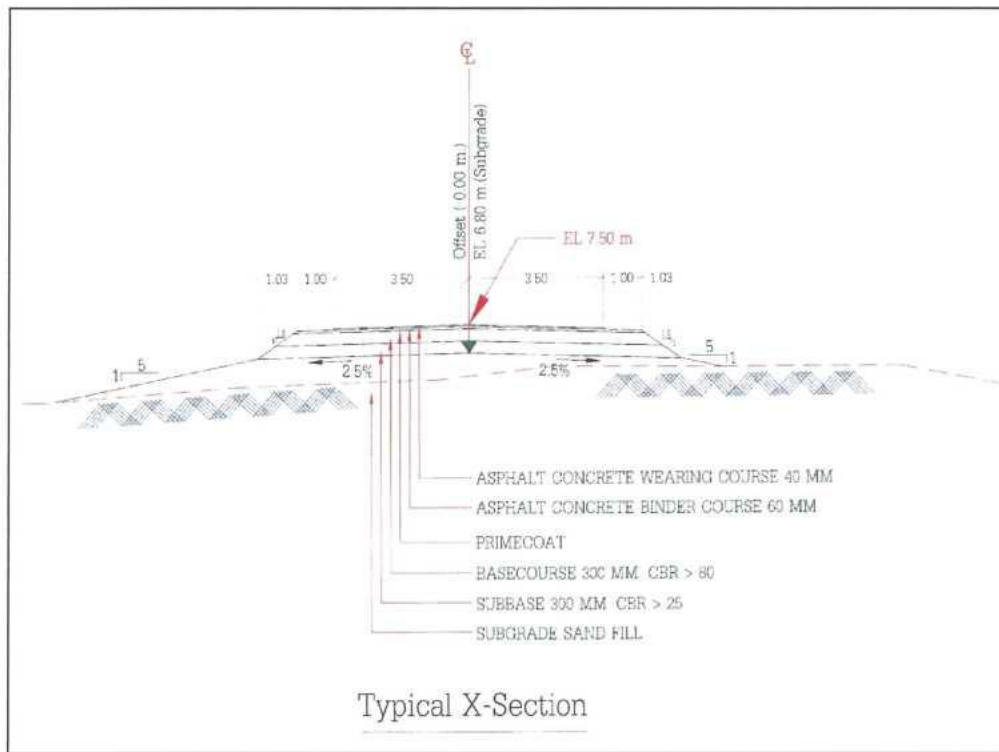 CL
Offset ( 0.00 m.)
EL 6.80 m.(Subgrade)
EL 7.50 m
1.03 1.00 3.50 3.50 1.00 1.03
5
1
5
1
2.5% 2.5%
ASPHALT CONCRETE WEARING COURSE 40 MM
ASPHALT CONCRETE BINDER COURSE 60 MM
PRIMECOAT
BASECOURSE 300 MM CBR > 80
SUBBASE 300 MM CBR > 25
SUBGRADE SAND FILL
Typical X-Section